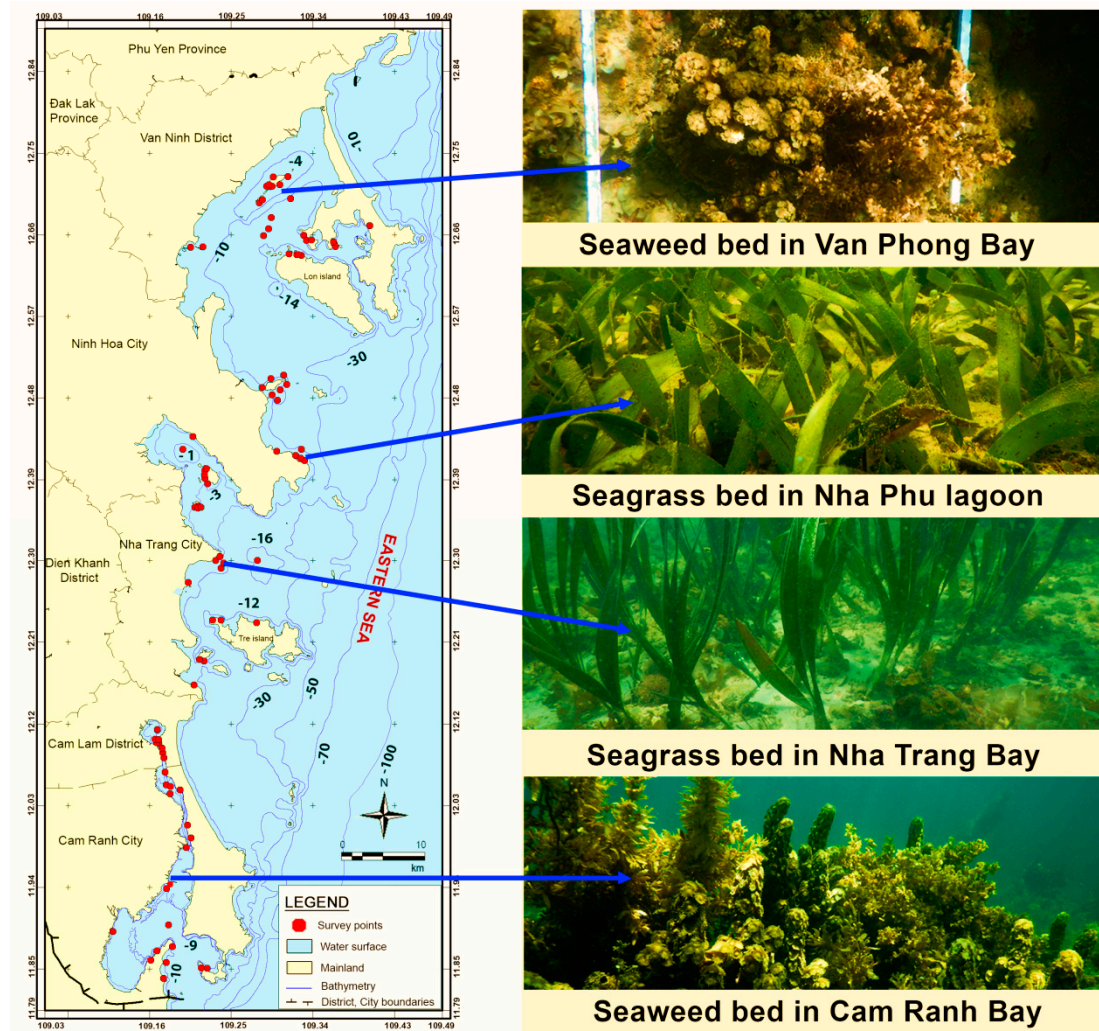 109.03 109.16 109.25 109.34 109.43 109.49
Phu Yen Province
12.84 12.84
Đak Lak
Province
Van Ninh District
-10
12.75 12.75
-4
12.66 12.66
-10
Lon island
-14
12.57 12.57
Ninh Hoa City
-30
12.48 12.48
-1
12.39 12.39
-3
Nha Trang City
-16
12.30 12.30
Dien Khanh
District
EASTERN SEA
-12
12.21 12.21
Tre island
-30
-50
12.12 12.12
Cam Lam District
-70
-100
N
12.03 12.03
Cam Ranh City
0 10
km
11.94 11.94
LEGEND
Survey points
Water surface
Mainland
Bathymetry
District, City boundaries
-9
11.85 11.85
-10
11.79 11.79
109.03 109.16 109.25 109.34 109.43 109.49
Seaweed bed in Van Phong Bay
Seagrass bed in Nha Phu lagoon
Seagrass bed in Nha Trang Bay
Seaweed bed in Cam Ranh Bay